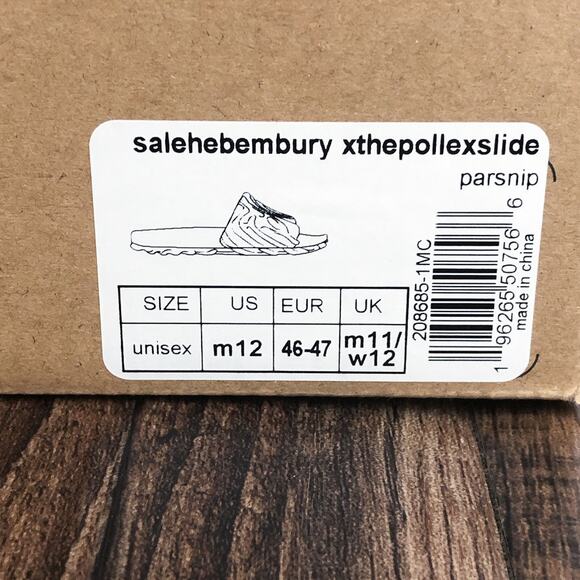 salehebembury xthepollexslide
parsnip
SIZE US EUR UK
unisex m12 46-47 m11/
w12
208685-1MC
1 96265 50756 6
made in china